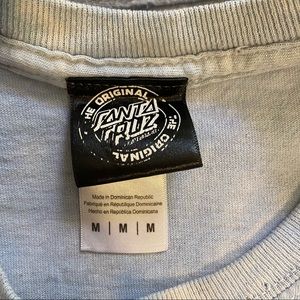 THE ORIGINAL
SANTA
CRUZ
THE ORIGINAL
Made in Dominican Republic
Fabriqué en République Dominicaine
Hecho en República Dominicana
M | M | M